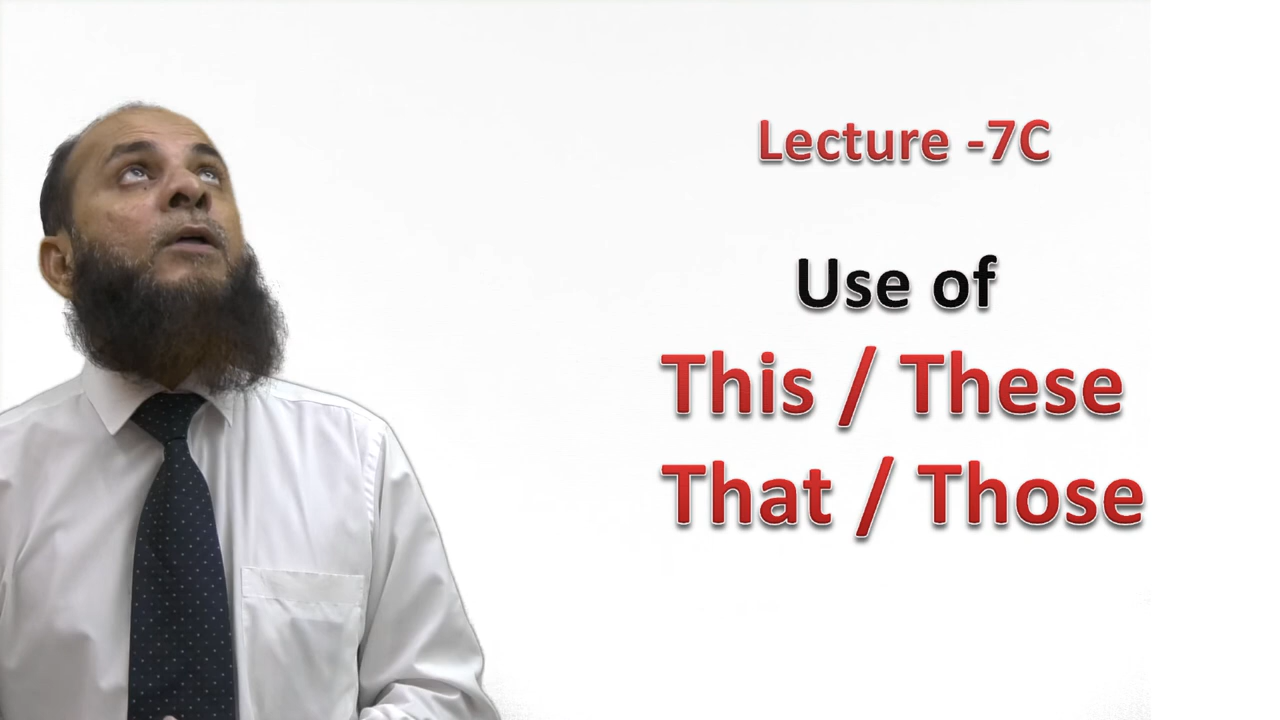 Lecture -7C
Use of
This / These
That / Those